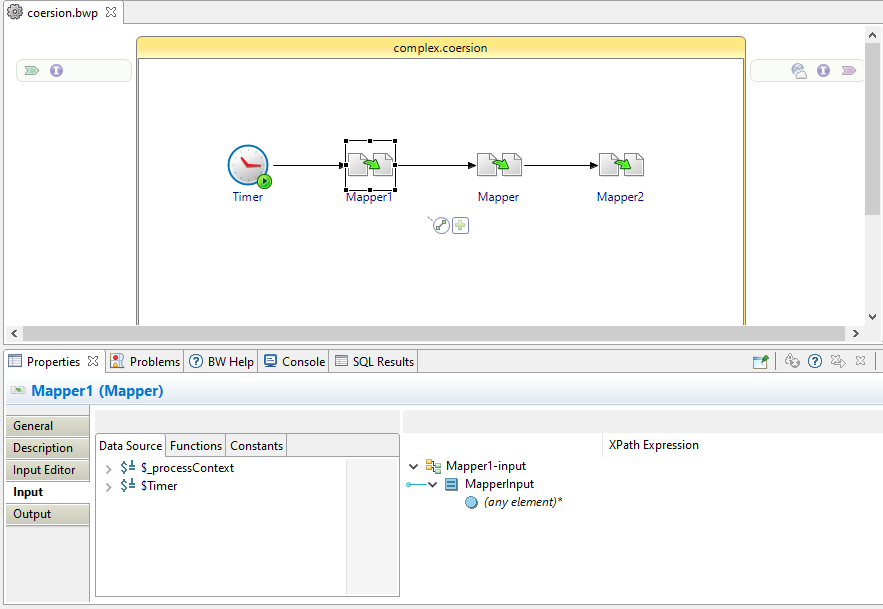 coersion.bwp
complex.coersion
Timer
Mapper1
Mapper
Mapper2
Properties
Problems
BW Help
Console
SQL Results
Mapper1 (Mapper)
General
Description
Input Editor
Input
Output
Data Source
Functions
Constants
$_processContext
$Timer
XPath Expression
Mapper1-input
MapperInput
(any element)*